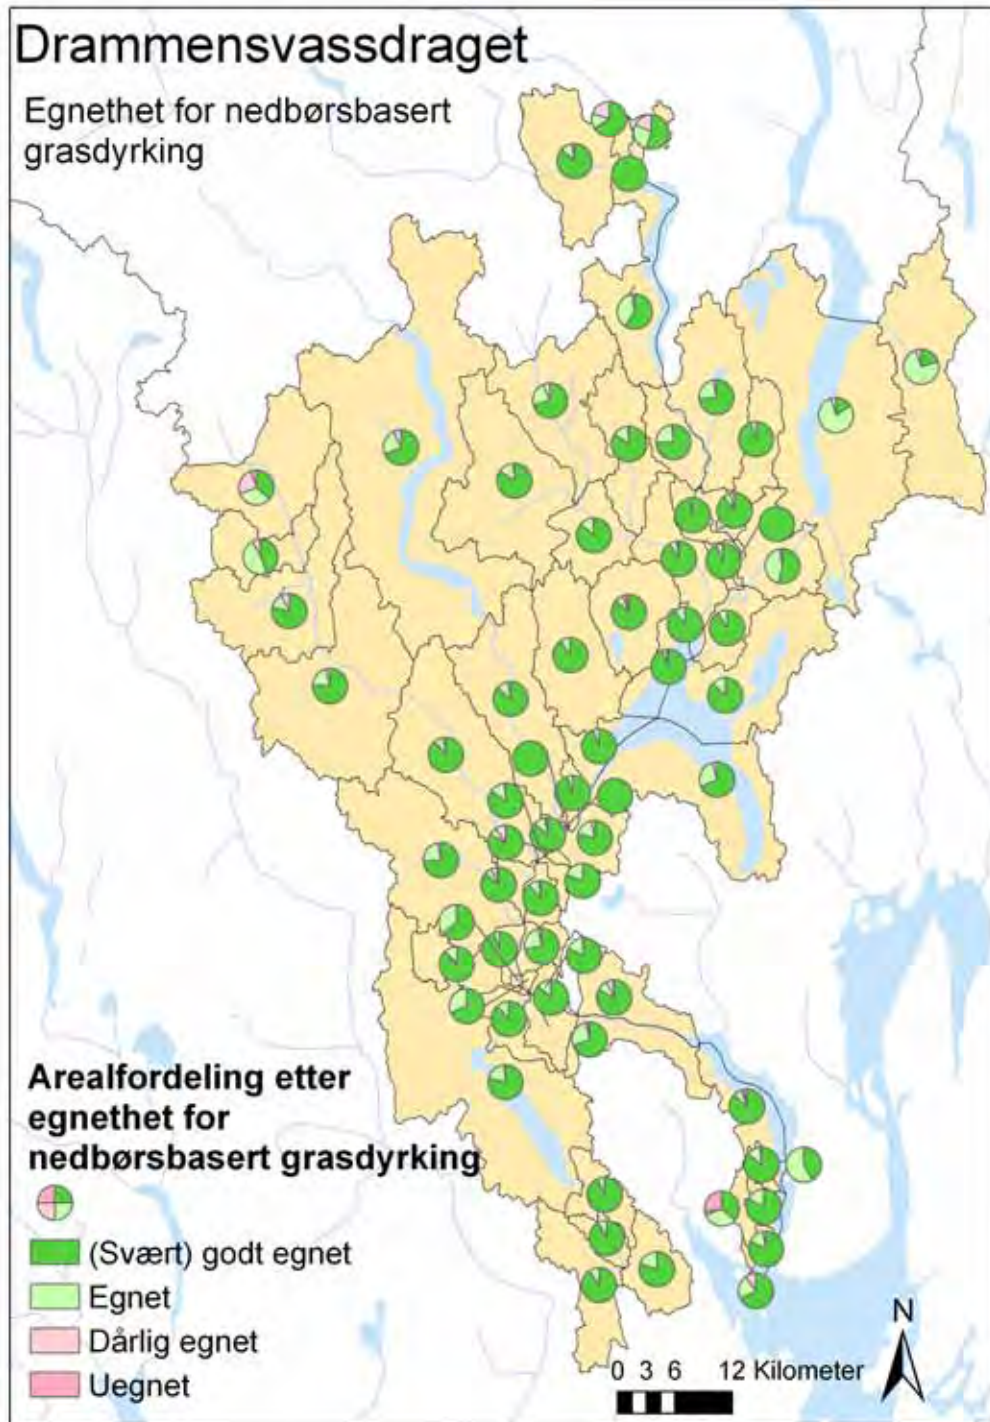 Drammensvassdraget
Egnethet for nedbørsbasert
grasdyrking
Arealfordeling etter
egnethet for
nedbørsbasert grasdyrking
(Svært) godt egnet
Egnet
Dårlig egnet
Uegnet
N
0 3 6 12 Kilometer